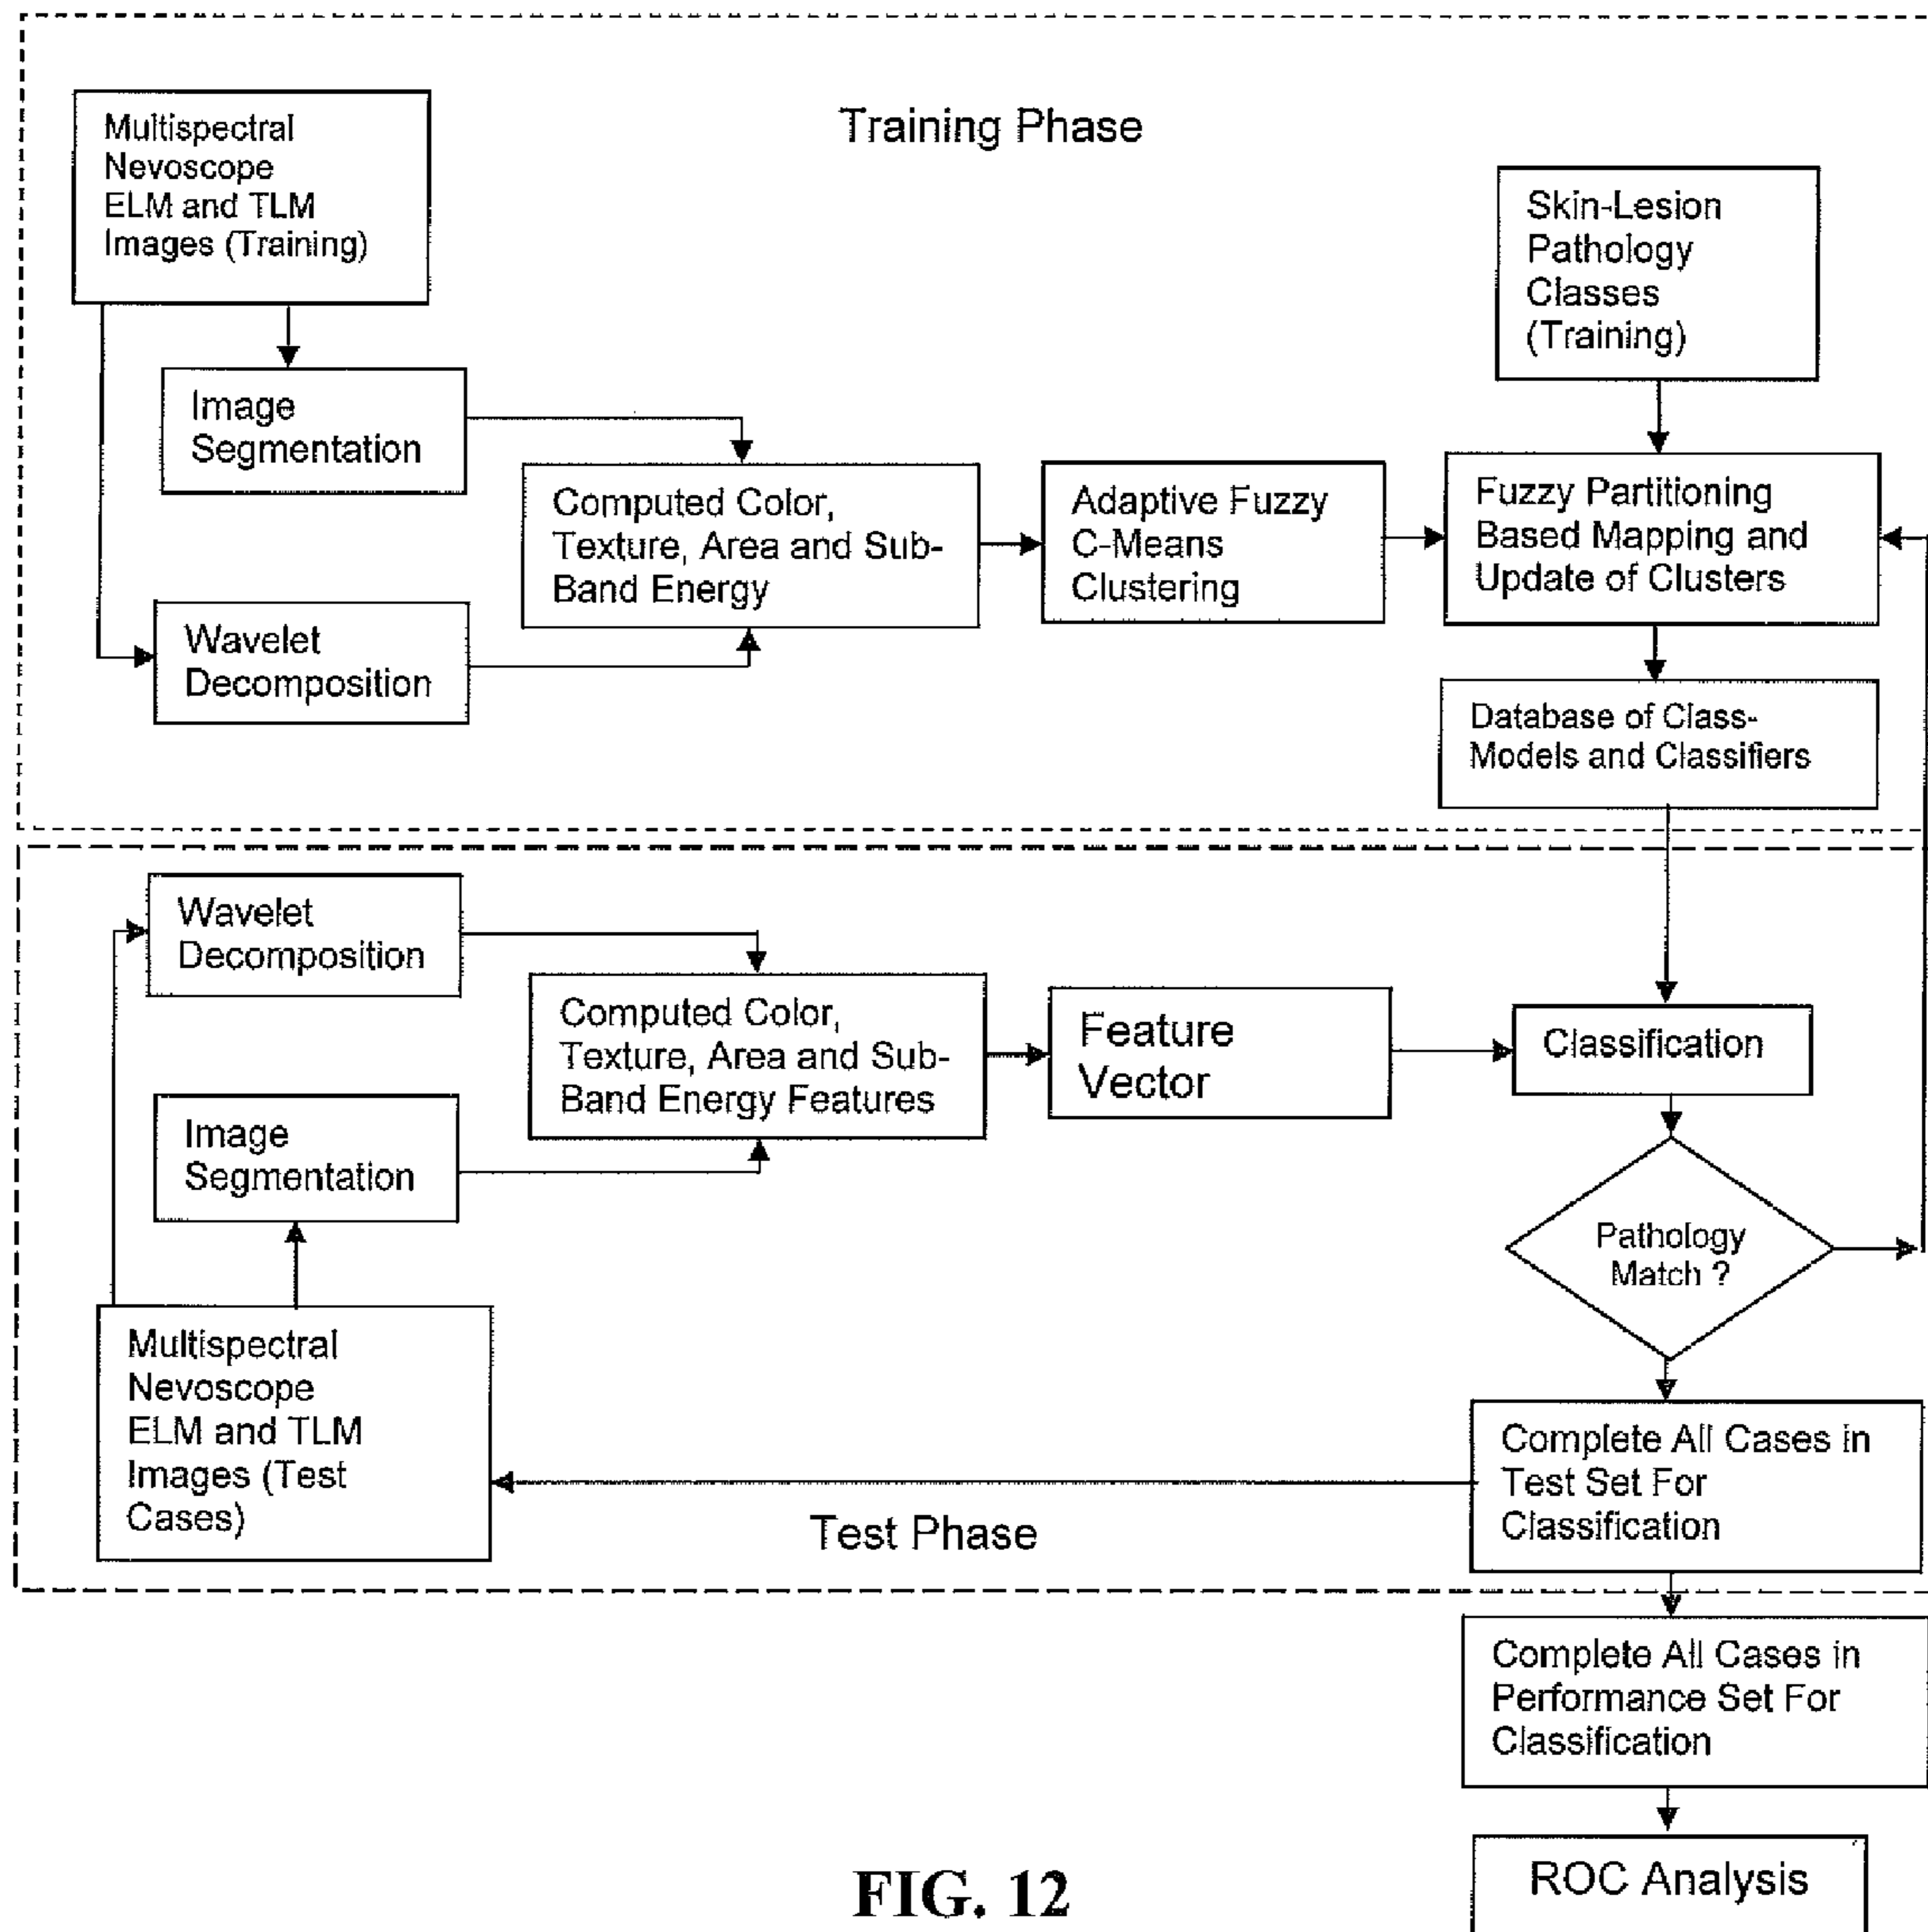 Training Phase
Multispectral
Nevoscope
ELM and TLM
Images (Training)
Skin-Lesion
Pathology
Classes
(Training)
Image
Segmentation
Computed Color,
Texture, Area and Sub-
Band Energy
Adaptive Fuzzy
C-Means
Clustering
Fuzzy Partitioning
Based Mapping and
Update of Clusters
Wavelet
Decomposition
Database of Class-
Models and Classifiers
Wavelet
Decomposition
Computed Color,
Texture, Area and Sub-
Band Energy Features
Feature
Vector
Classification
Image
Segmentation
Pathology
Match ?
Multispectral
Nevoscope
ELM and TLM
Images (Test
Cases)
Complete All Cases in
Test Set For
Classification
Test Phase
Complete All Cases in
Performance Set For
Classification
ROC Analysis
FIG. 12